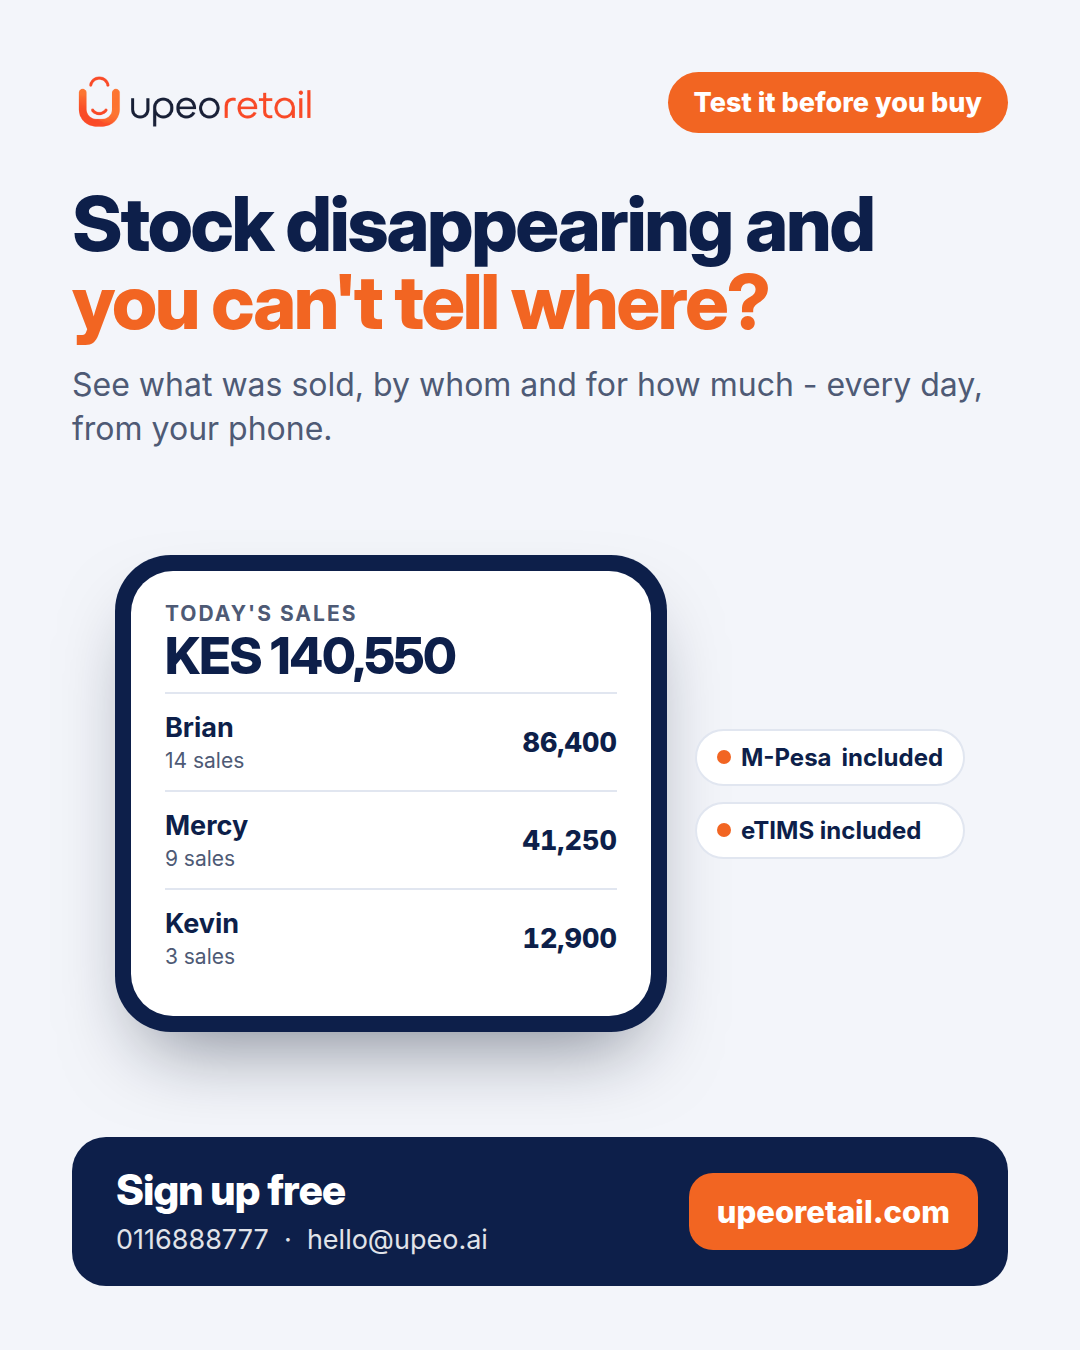 upeoretail
Test it before you buy
Stock disappearing and
you can't tell where?
See what was sold, by whom and for how much - every day,
from your phone.
TODAY'S SALES
KES 140,550
Brian
14 sales
86,400
Mercy
9 sales
41,250
Kevin
3 sales
12,900
M-Pesa included
eTIMS included
Sign up free
0116888777 · hello@upeo.ai
upeoretail.com